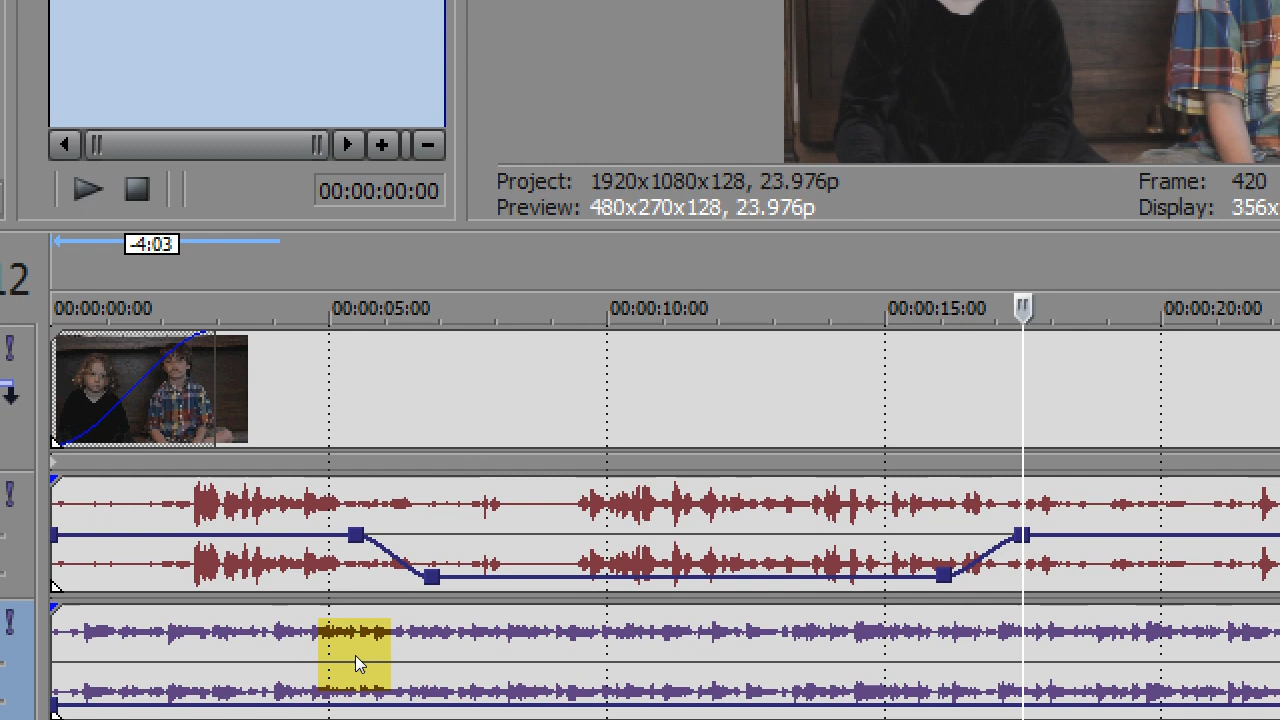 00:00:00:00
Project: 1920x1080x128, 23.976p
Frame: 420
Preview: 480x270x128, 23.976p
Display: 356x
-4:03
12
00:00:00:00 00:00:05:00 00:00:10:00 00:00:15:00 00:00:20:00